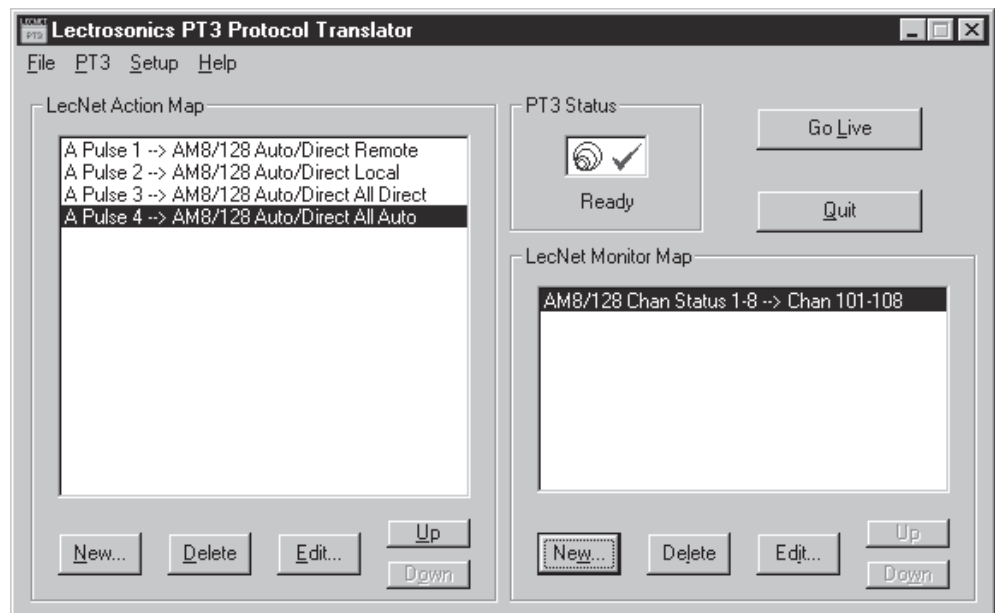 LECNET
PT3
Lectrosonics PT3 Protocol Translator
File PT3 Setup Help
LecNet Action Map
A Pulse 1 --> AM8/128 Auto/Direct Remote
A Pulse 2 --> AM8/128 Auto/Direct Local
A Pulse 3 --> AM8/128 Auto/Direct All Direct
A Pulse 4 --> AM8/128 Auto/Direct All Auto
New...
Delete
Edit...
Up
Down
PT3 Status
Ready
Go Live
Quit
LecNet Monitor Map
AM8/128 Chan Status 1-8 --> Chan 101-108
New...
Delete
Edit...
Up
Down